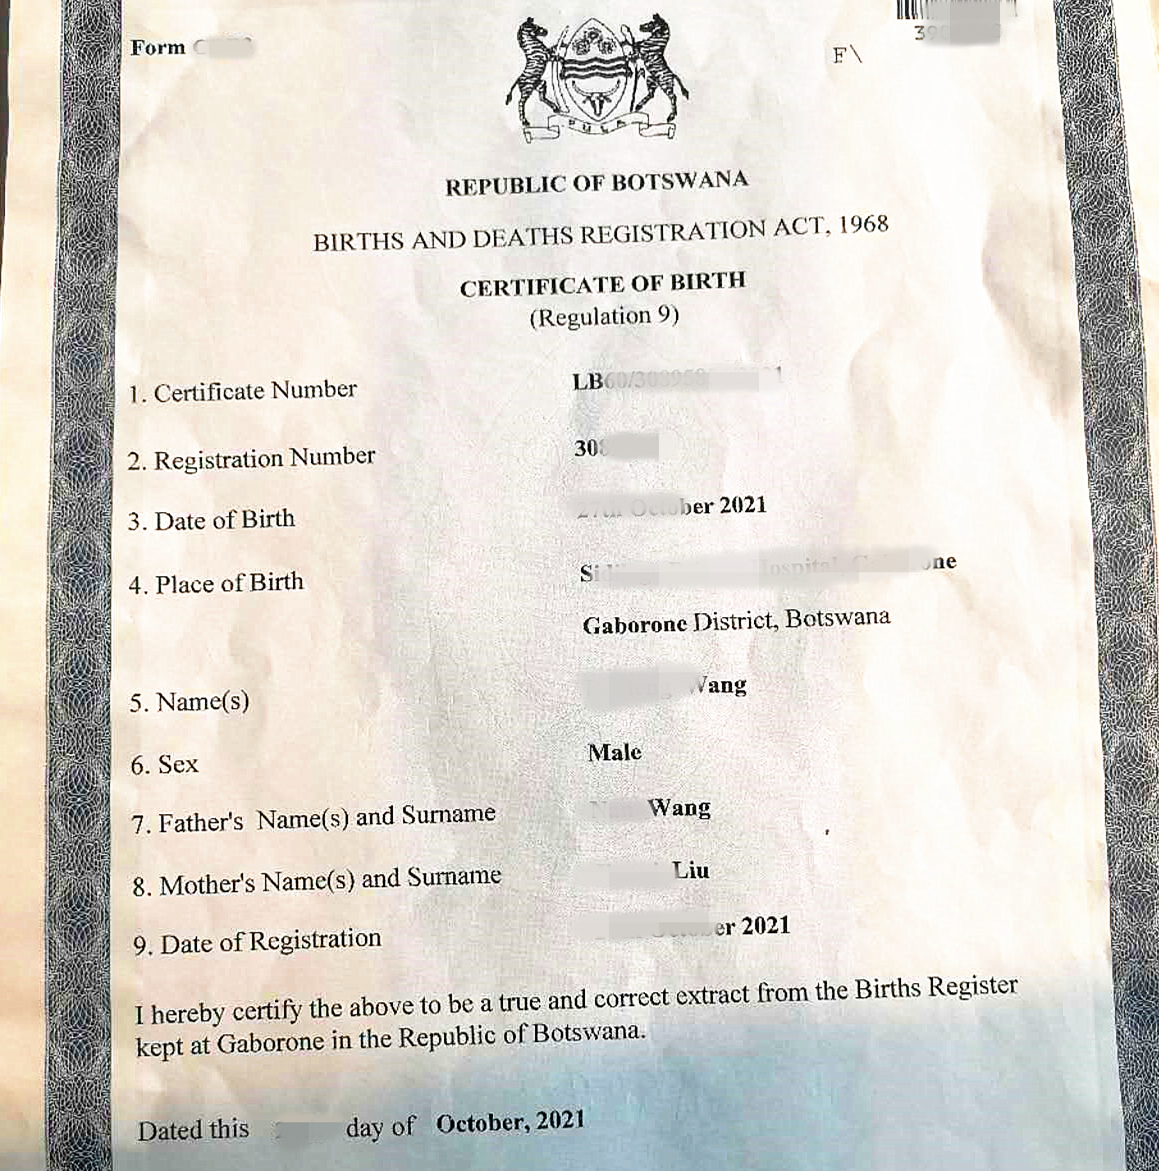 Form
F\
PULA
REPUBLIC OF BOTSWANA
BIRTHS AND DEATHS REGISTRATION ACT, 1968
CERTIFICATE OF BIRTH
(Regulation 9)
1. Certificate Number LB
2. Registration Number 30
3. Date of Birth 2021
4. Place of Birth
Gaborone District, Botswana
5. Name(s) Wang
6. Sex Male
7. Father's Name(s) and Surname Wang
8. Mother's Name(s) and Surname Liu
9. Date of Registration 2021
I hereby certify the above to be a true and correct extract from the Births Register
kept at Gaborone in the Republic of Botswana.
Dated this day of October, 2021